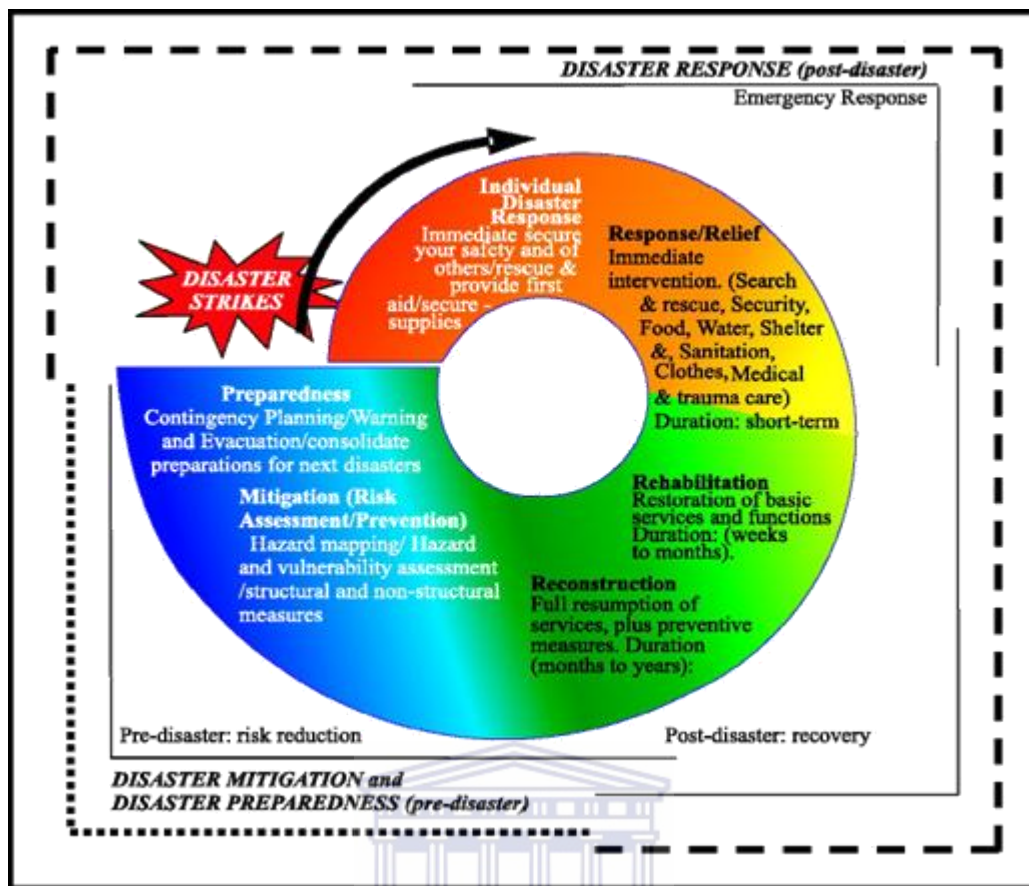 DISASTER RESPONSE (post-disaster)
Emergency Response
DISASTER
STRIKES
Individual
Disaster
Response
Immediate secure
your safety and of
others/rescue &
provide first
aid/secure -
supplies
Response/Relief
Immediate
intervention. (Search
& rescue, Security,
Food, Water, Shelter
&, Sanitation,
Clothes, Medical
& trauma care)
Duration: short-term
Rehabilitation
Restoration of basic
services and functions
Duration: (weeks
to months).
Reconstruction
Full resumption of
services, plus preventive
measures. Duration
(months to years):
Preparedness
Contingency Planning/Warning
and Evacuation/consolidate
preparations for next disasters
Mitigation (Risk
Assessment/Prevention)
Hazard mapping/ Hazard
and vulnerability assessment
/structural and non-structural
measures
Pre-disaster: risk reduction
Post-disaster: recovery
DISASTER MITIGATION and
DISASTER PREPAREDNESS (pre-disaster)